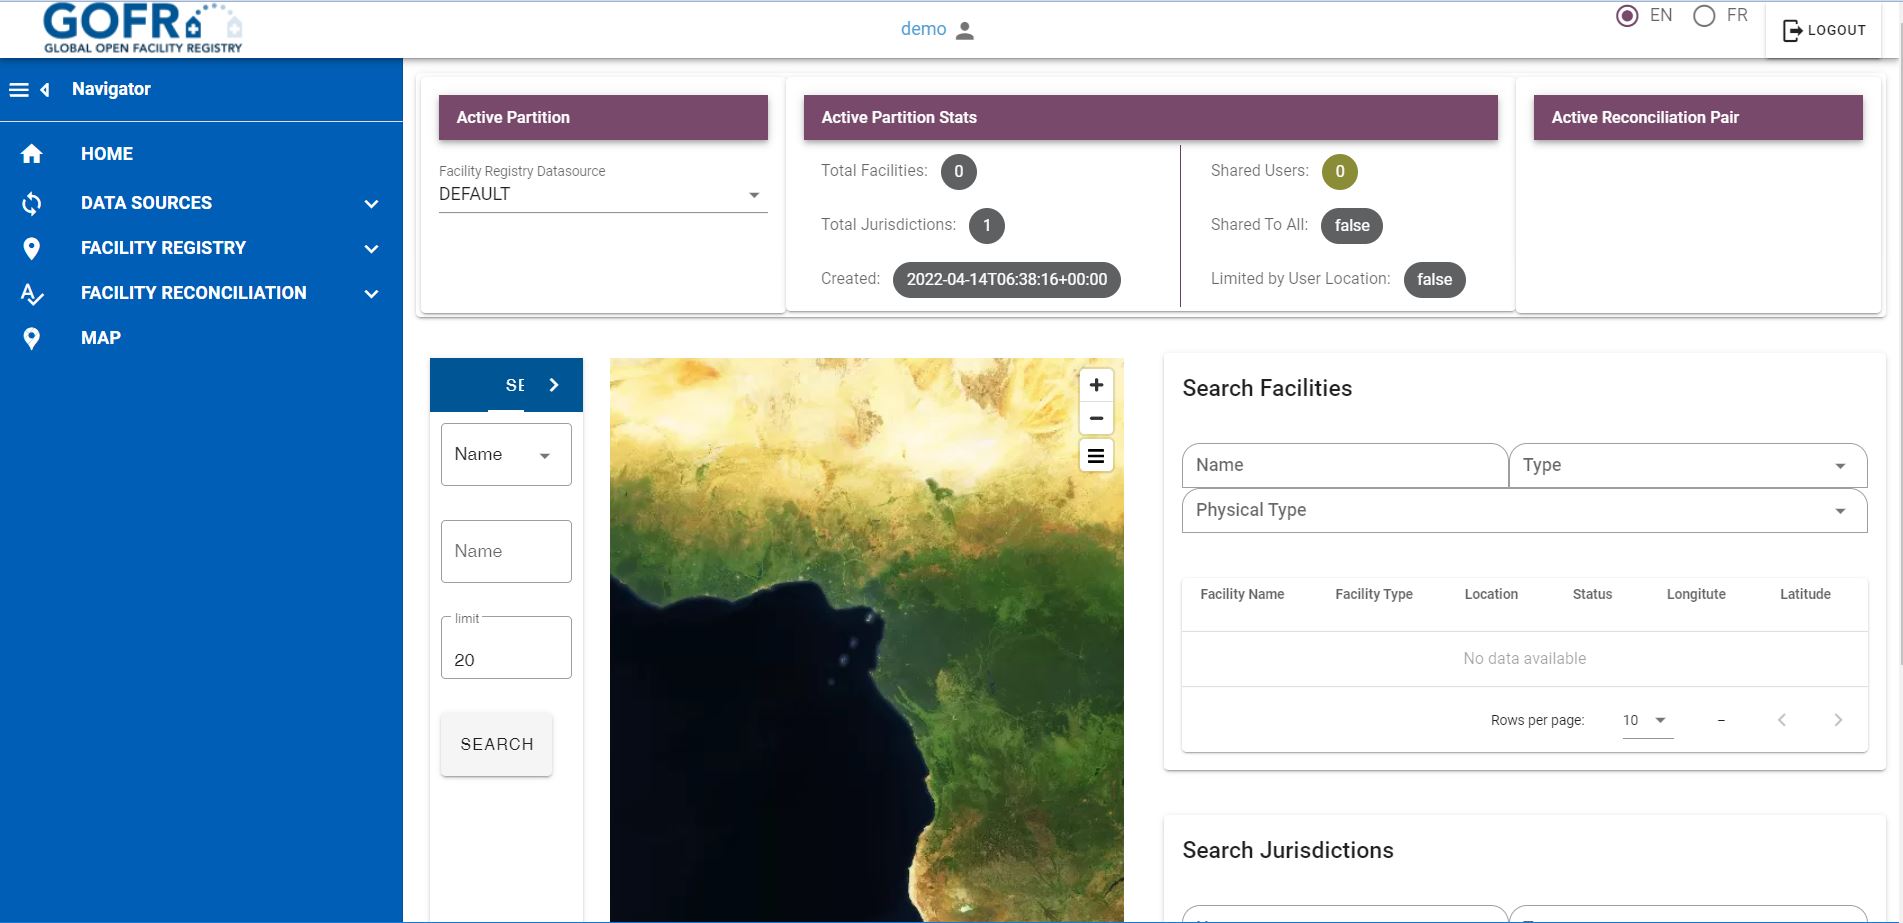 GOFR
GLOBAL OPEN FACILITY REGISTRY
demo
EN
FR
LOGOUT
Navigator
HOME
DATA SOURCES
FACILITY REGISTRY
FACILITY RECONCILIATION
MAP
Active Partition
Facility Registry Datasource
DEFAULT
Active Partition Stats
Total Facilities: 0
Total Jurisdictions: 1
Created: 2022-04-14T06:38:16+00:00
Shared Users: 0
Shared To All: false
Limited by User Location: false
Active Reconciliation Pair
SE
Name
Name
limit
20
SEARCH
+
−
Search Facilities
Name
Type
Physical Type
Facility Name Facility Type Location Status Longitute Latitude
No data available
Rows per page: 10 –
Search Jurisdictions